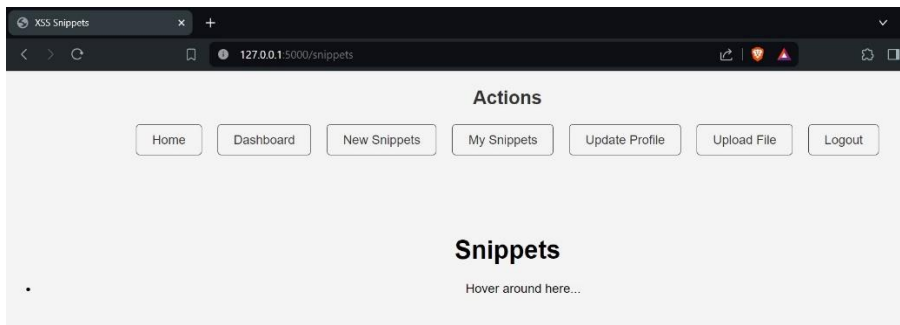 XSS Snippets
127.0.0.1:5000/snippets
Actions
Home Dashboard New Snippets My Snippets Update Profile Upload File Logout
Snippets
• Hover around here...